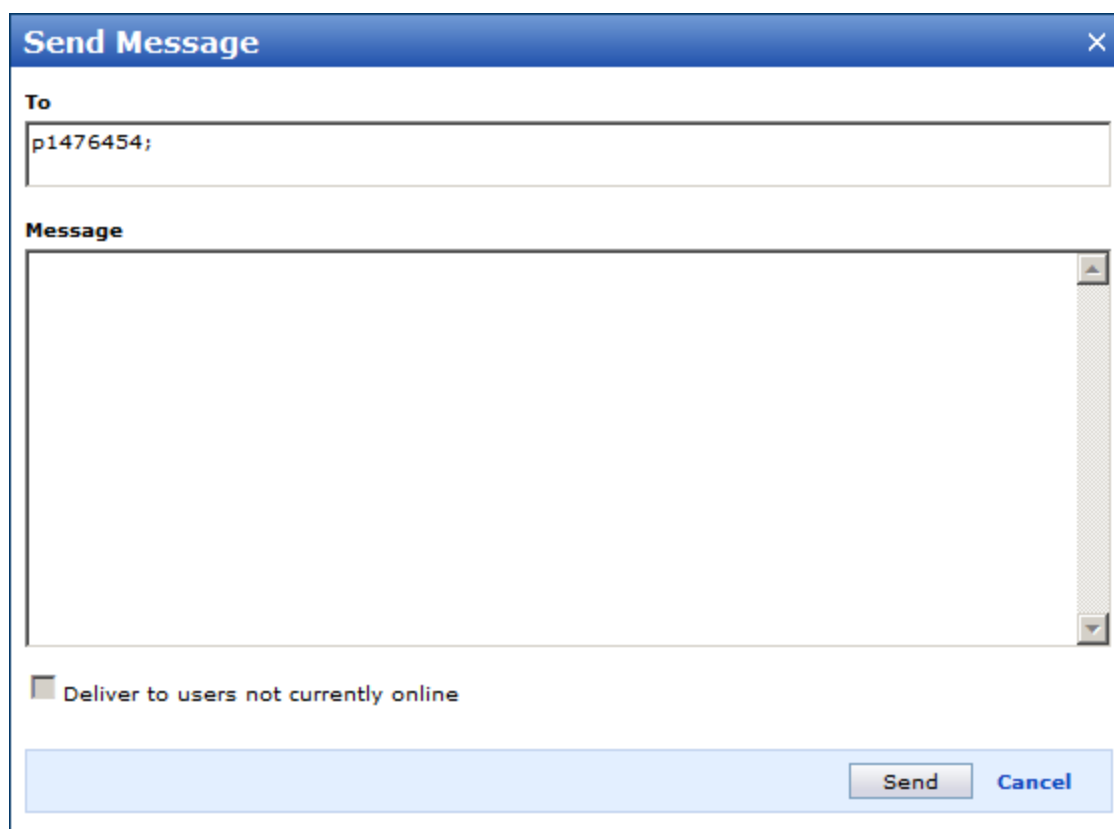 Send Message
To
p1476454;
Message
Deliver to users not currently online
Send Cancel